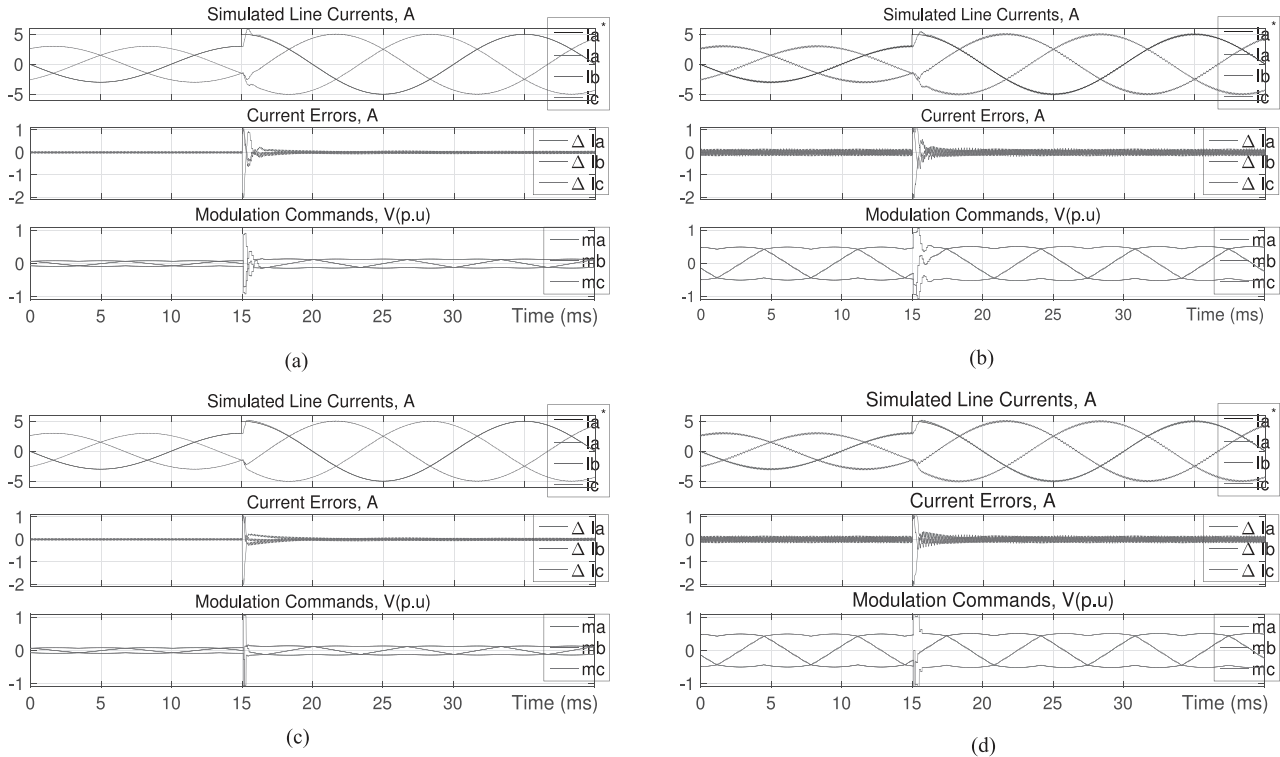 Simulated Line Currents, A
*
5
0
-5
Ia
Ia
Ib
ic
Current Errors, A
1
0
-1
-2
Δ Ia
Δ Ib
Δ Ic
Modulation Commands, V(p.u)
1
0
-1
ma
mb
mc
0 5 10 15 20 25 30 Time (ms)
(a)
Simulated Line Currents, A
*
5
0
-5
Ia
Ia
Ib
ic
Current Errors, A
1
0
-1
-2
Δ Ia
Δ Ib
Δ Ic
Modulation Commands, V(p.u)
1
0
-1
ma
mb
mc
0 5 10 15 20 25 30 Time (ms)
(b)
Simulated Line Currents, A
*
5
0
-5
Ia
Ia
Ib
ic
Current Errors, A
1
0
-1
-2
Δ Ia
Δ Ib
Δ Ic
Modulation Commands, V(p.u)
1
0
-1
ma
mb
mc
0 5 10 15 20 25 30 Time (ms)
(c)
Simulated Line Currents, A
*
5
0
-5
Ia
Ia
Ib
ic
Current Errors, A
1
0
-1
-2
Δ Ia
Δ Ib
Δ Ic
Modulation Commands, V(p.u)
1
0
-1
ma
mb
mc
0 5 10 15 20 25 30 Time (ms)
(d)